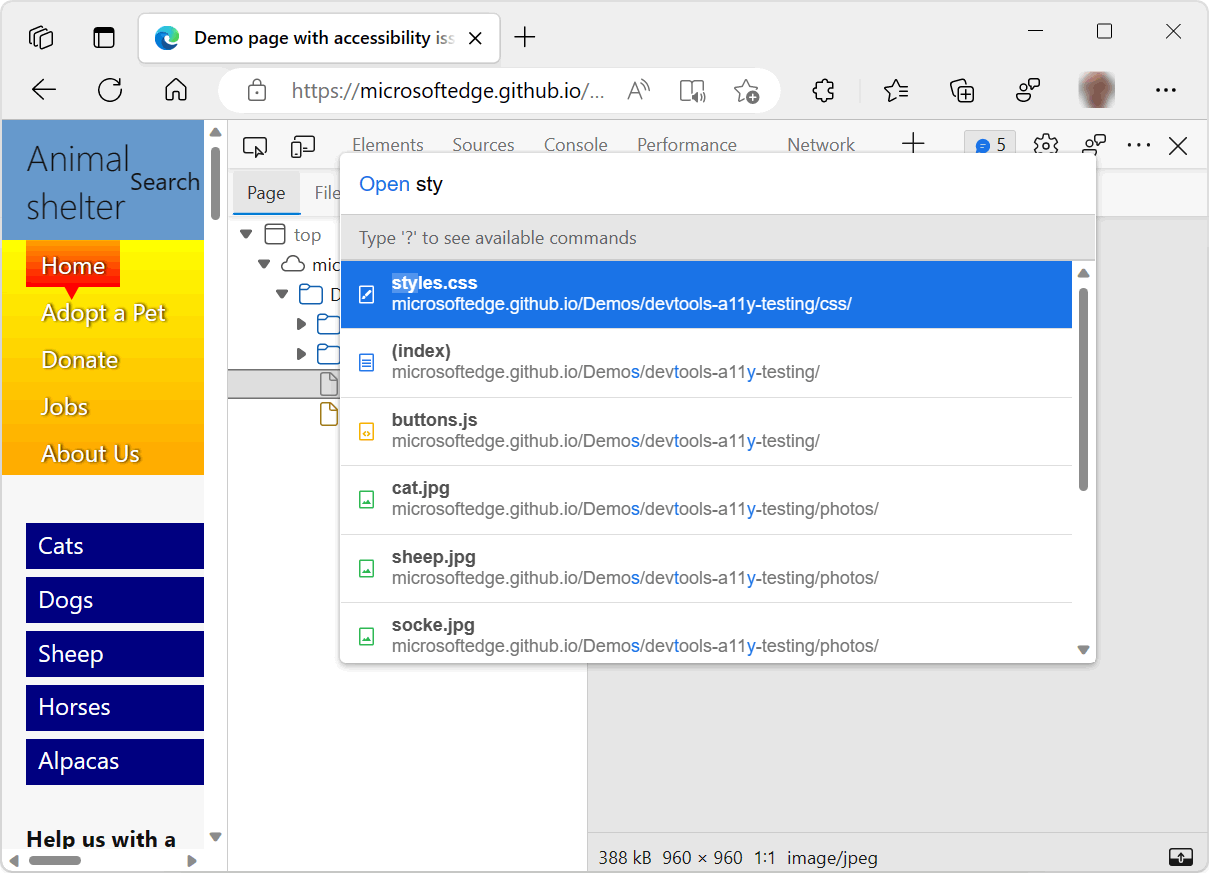 Demo page with accessibility iss
https://microsoftedge.github.io/...
Animal
shelter
Search
Home
Adopt a Pet
Donate
Jobs
About Us
Cats
Dogs
Sheep
Horses
Alpacas
Help us with a
Elements Sources Console Performance Network 5
Page File
top
mic
D
Open sty
Type '?' to see available commands
styles.css
microsoftedge.github.io/Demos/devtools-a11y-testing/css/
(index)
microsoftedge.github.io/Demos/devtools-a11y-testing/
buttons.js
microsoftedge.github.io/Demos/devtools-a11y-testing/
cat.jpg
microsoftedge.github.io/Demos/devtools-a11y-testing/photos/
sheep.jpg
microsoftedge.github.io/Demos/devtools-a11y-testing/photos/
socke.jpg
microsoftedge.github.io/Demos/devtools-a11y-testing/photos/
388 kB 960 × 960 1:1 image/jpeg